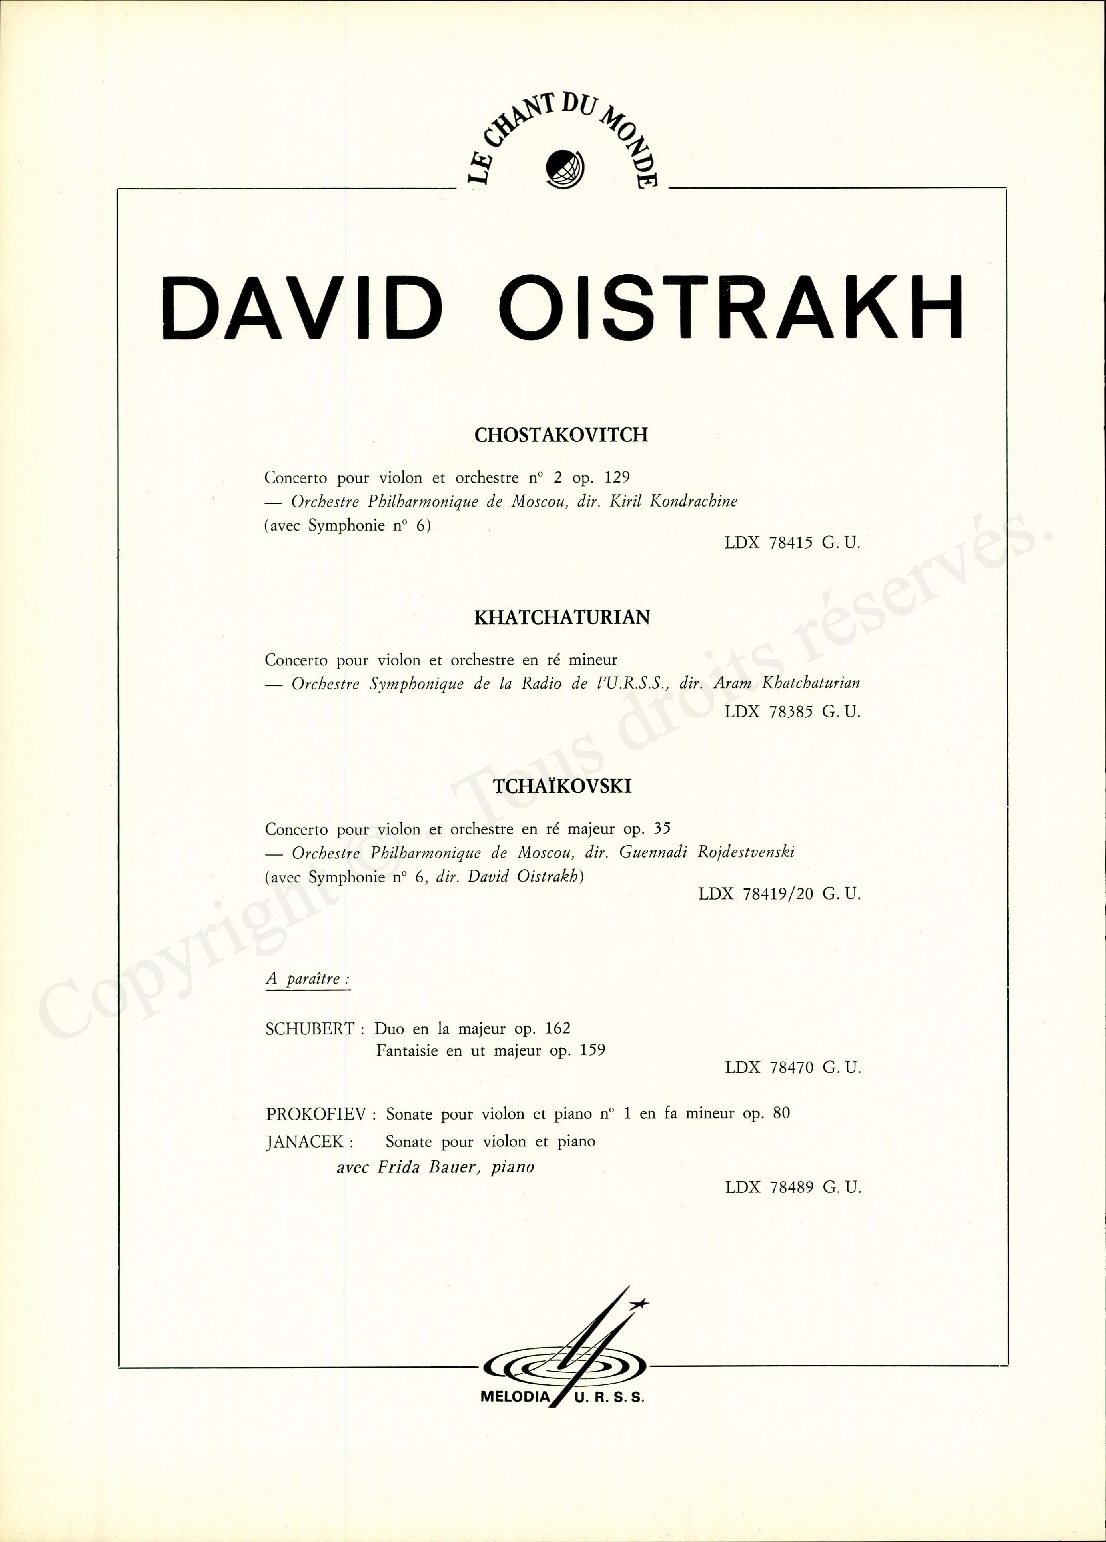 LE CHANT DU MONDE
DAVID OISTRAKH
CHOSTAKOVITCH
Concerto pour violon et orchestre n° 2 op. 129
— Orchestre Philharmonique de Moscou, dir. Kiril Kondrachine
(avec Symphonie n° 6)
LDX 78415 G. U.
KHATCHATURIAN
Concerto pour violon et orchestre en ré mineur
— Orchestre Symphonique de la Radio de l'U.R.S.S., dir. Aram Khatchaturian
LDX 78385 G. U.
TCHAÏKOVSKI
Concerto pour violon et orchestre en ré majeur op. 35
— Orchestre Philharmonique de Moscou, dir. Guennadi Rojdestvenski
(avec Symphonie n° 6, dir. David Oistrakh)
LDX 78419/20 G. U.
A paraître :
SCHUBERT : Duo en la majeur op. 162
Fantaisie en ut majeur op. 159
LDX 78470 G. U.
PROKOFIEV : Sonate pour violon et piano n° 1 en fa mineur op. 80
JANACEK : Sonate pour violon et piano
avec Frida Bauer, piano
LDX 78489 G. U.
MELODIA U. R. S. S.
Copyright © - Tous droits réservés.